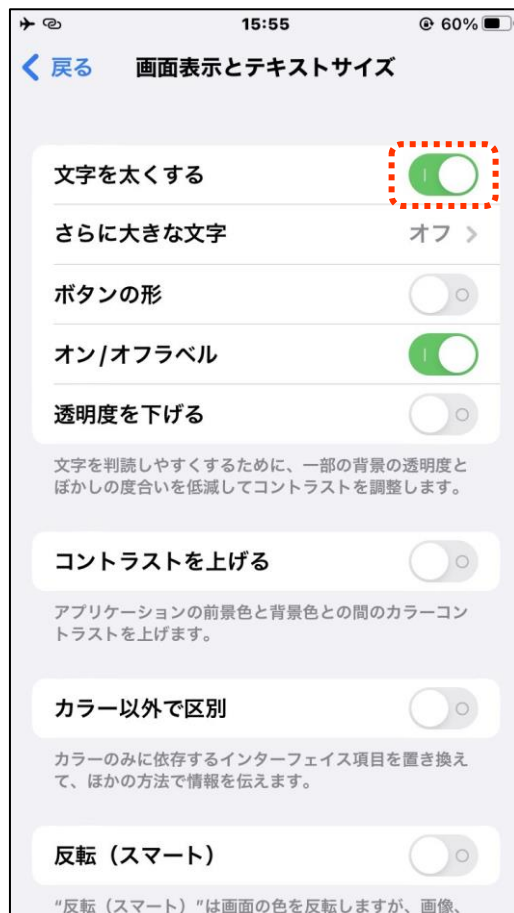 15:55 60%
戻る 画面表示とテキストサイズ
文字を太くする
さらに大きな文字 オフ
ボタンの形
オン/オフラベル
透明度を下げる
文字を判読しやすくするために、一部の背景の透明度と
ぼかしの度合いを低減してコントラストを調整します。
コントラストを上げる
アプリケーションの前景色と背景色との間のカラーコン
トラストを上げます。
カラー以外で区別
カラーのみに依存するインターフェイス項目を置き換え
て、ほかの方法で情報を伝えます。
反転（スマート）
“反転（スマート）”は画面の色を反転しますが、画像、